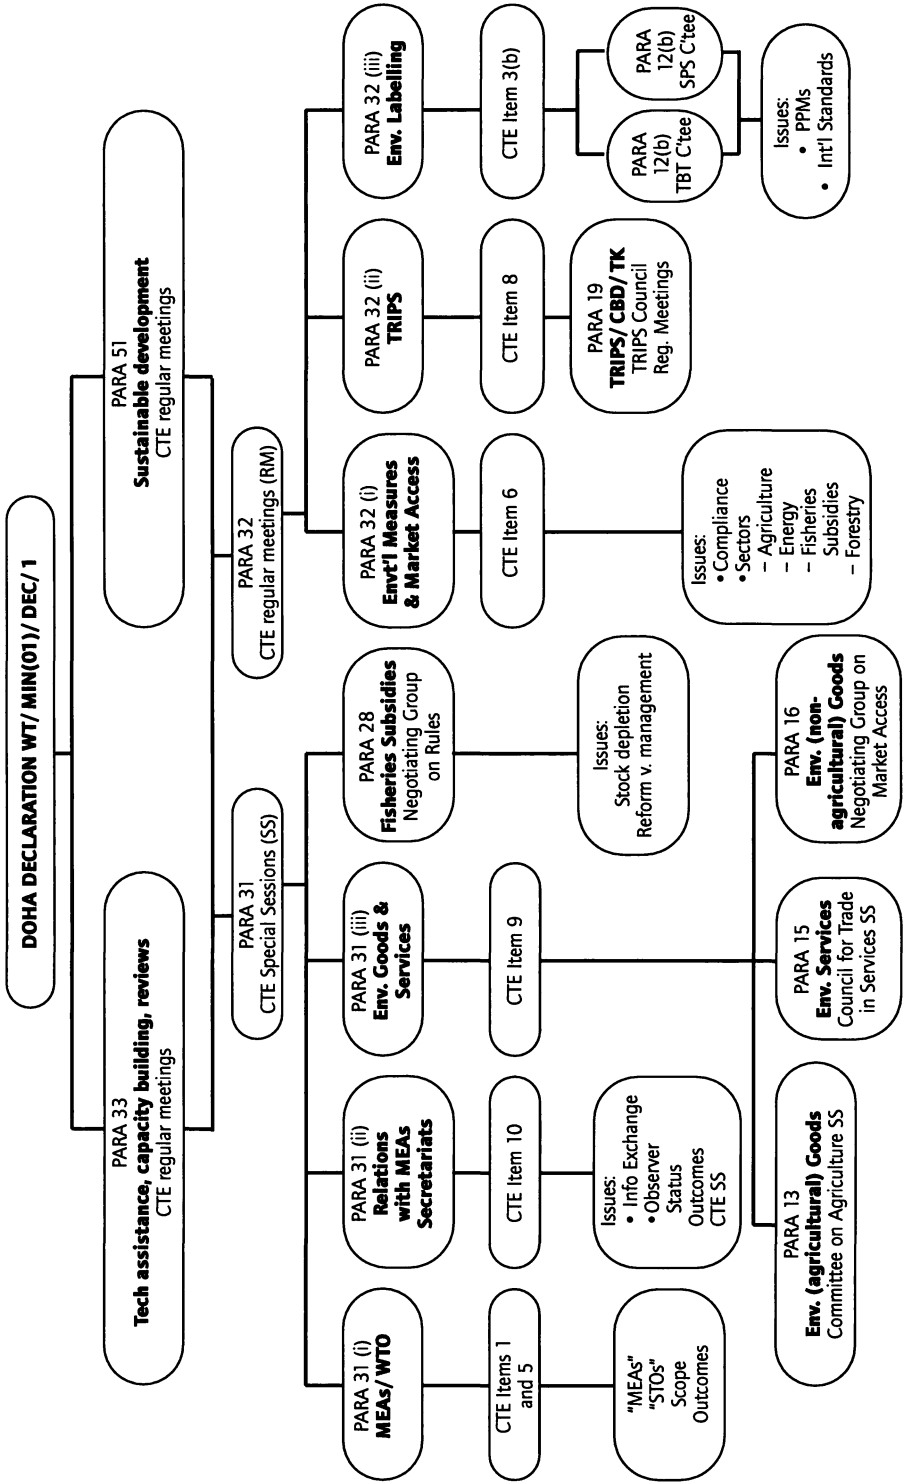 DOHA DECLARATION WT/ MIN(01)/ DEC/ 1
PARA 33
Tech assistance, capacity building, reviews
CTE regular meetings
PARA 51
Sustainable development
CTE regular meetings
PARA 31
CTE Special Sessions (SS)
PARA 32
CTE regular meetings (RM)
PARA 31 (i)
MEAs/ WTO
PARA 31 (ii)
Relations
with MEAs
Secretariats
PARA 31 (iii)
Env. Goods &
Services
PARA 28
Fisheries Subsidies
Negotiating Group
on Rules
PARA 32 (i)
Envt'l Measures
& Market Access
PARA 32 (ii)
TRIPS
PARA 32 (iii)
Env. Labelling
CTE Items 1
and 5
CTE Item 10
CTE Item 9
CTE Item 6
CTE Item 8
CTE Item 3(b)
"MEAs"
"STOs"
Scope
Outcomes
Issues:
• Info Exchange
• Observer
Status
Outcomes
CTE SS
Issues:
Stock depletion
Reform v. management
Issues:
• Compliance
• Sectors
– Agriculture
– Energy
– Fisheries
Subsidies
– Forestry
PARA 19
TRIPS/ CBD/ TK
TRIPS Council
Reg. Meetings
PARA
12(b)
TBT C'tee
PARA
12(b)
SPS C'tee
Issues:
• PPMs
• Int'l Standards
PARA 13
Env. (agricultural) Goods
Committee on Agriculture SS
PARA 15
Env. Services
Council for Trade
in Services SS
PARA 16
Env. (non-
agricultural) Goods
Negotiating Group on
Market Access